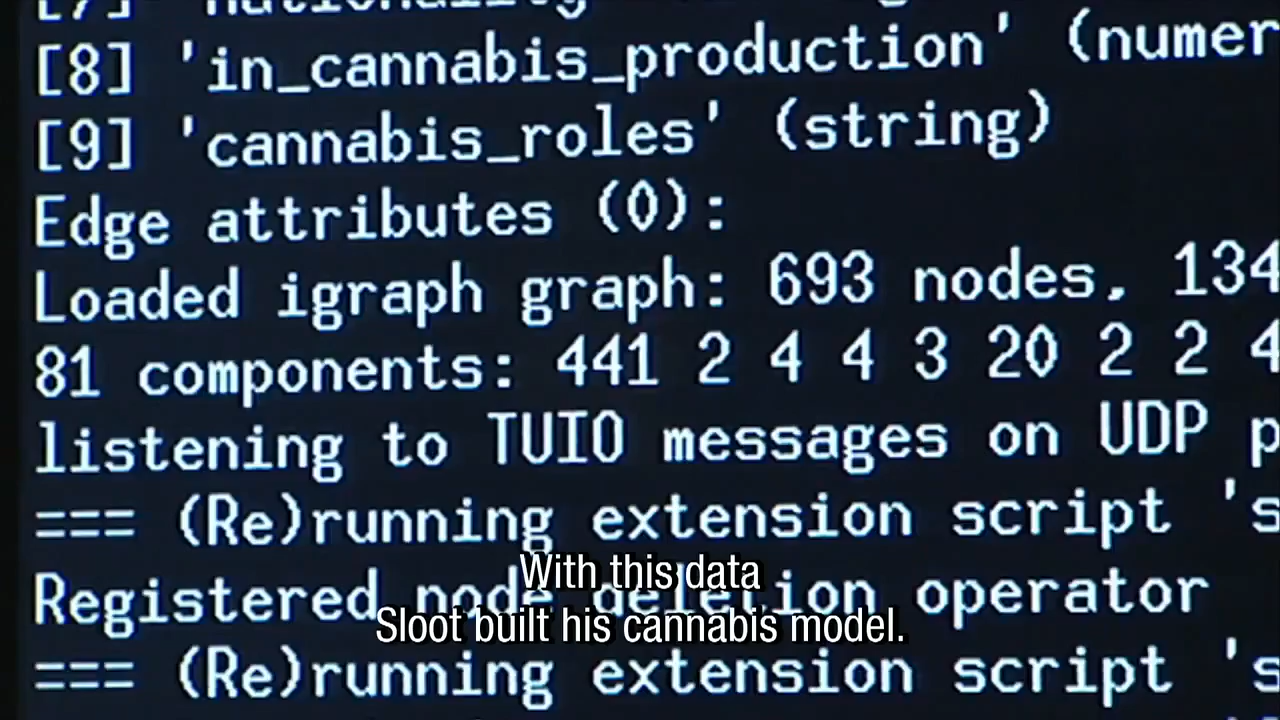 [7] 'nationality
[8] 'in_cannabis_production' (numer
[9] 'cannabis_roles' (string)
Edge attributes (0):
Loaded igraph graph: 693 nodes, 134
81 components: 441 2 4 4 3 20 2 2 4
listening to TUIO messages on UDP p
=== (Re)running extension script 's
Registered node deletion operator
=== (Re)running extension script 's
With this data
Sloot built his cannabis model.